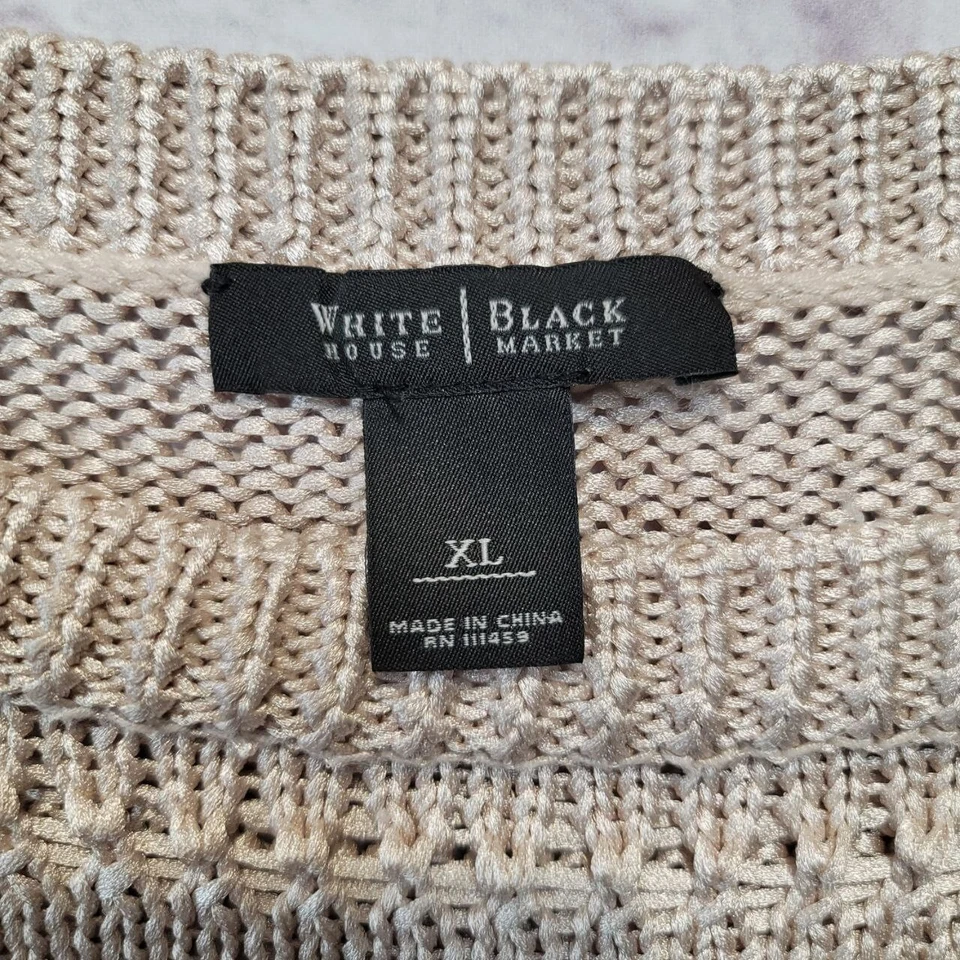 WHITE | BLACK
HOUSE | MARKET
XL
MADE IN CHINA
RN 111459